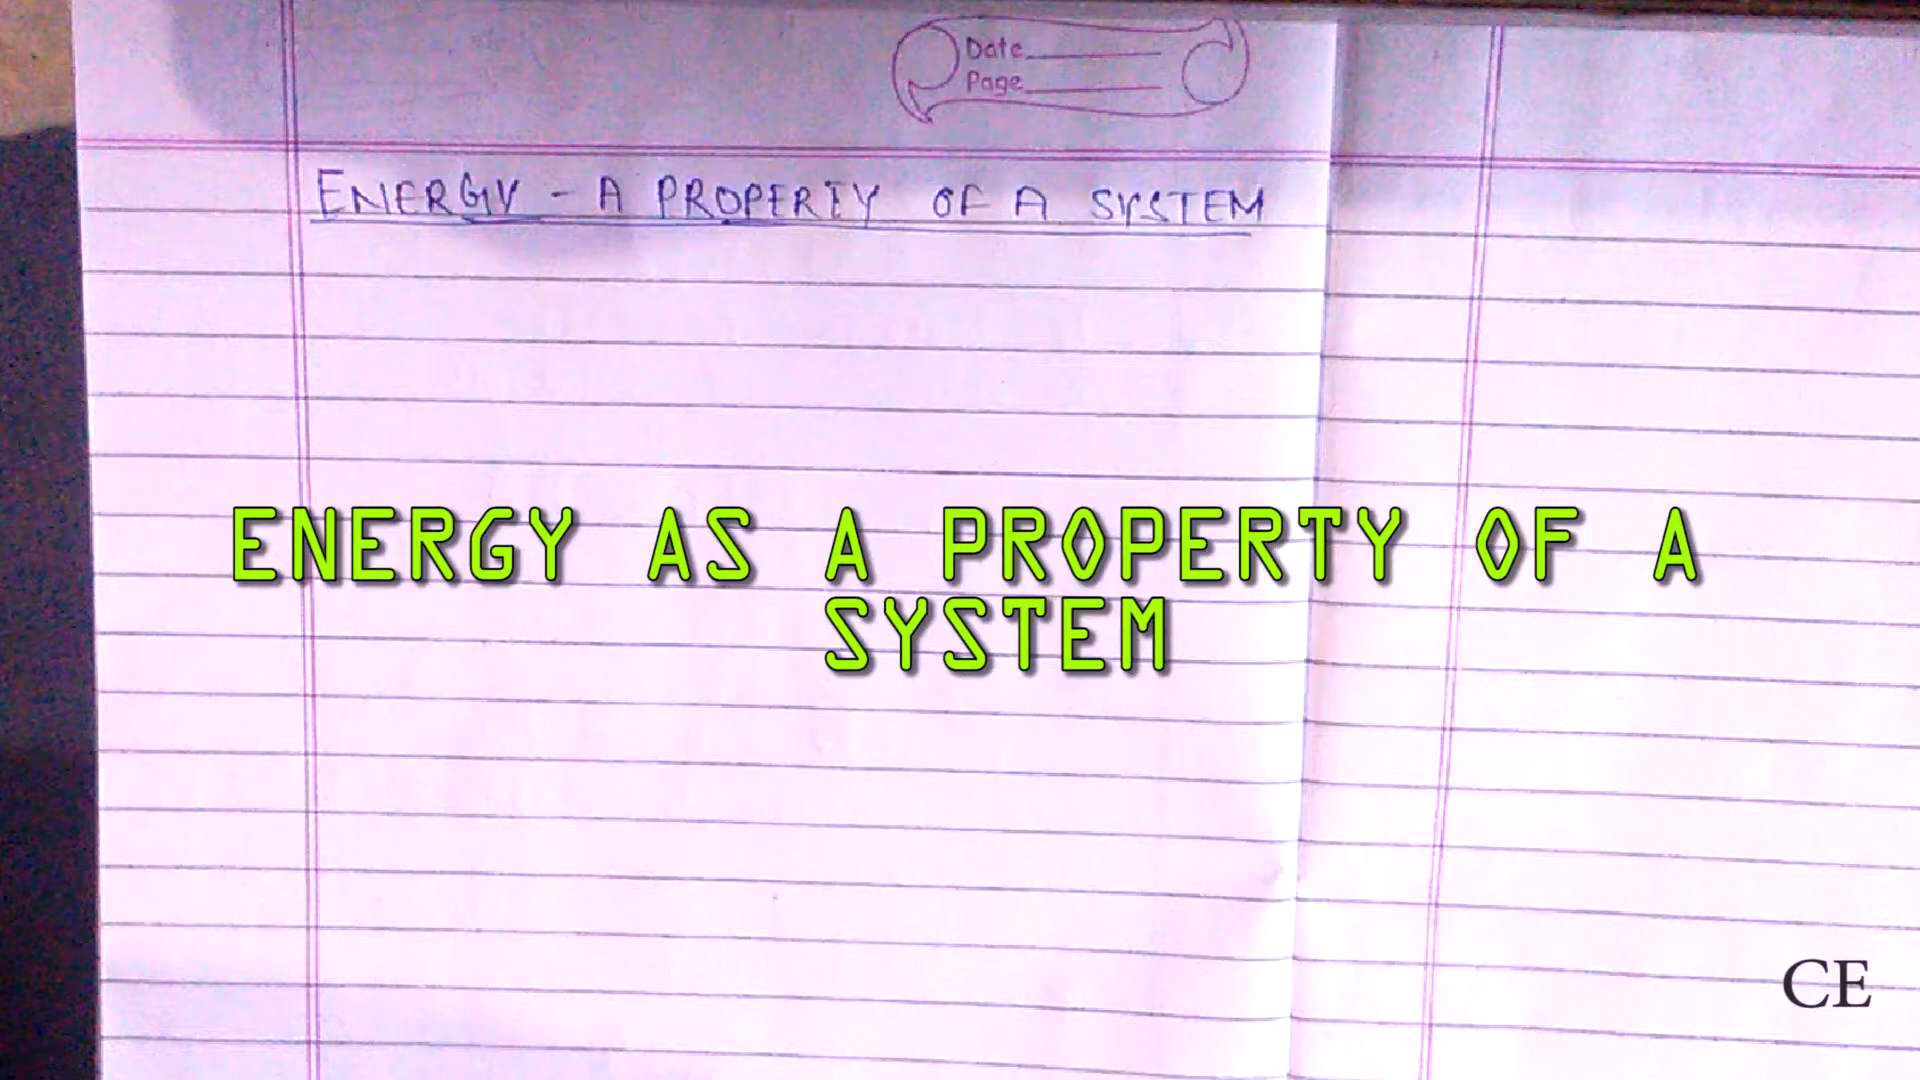 Date
Page
ENERGY - A PROPERTY OF A SYSTEM
ENERGY AS A PROPERTY OF A
SYSTEM
CE